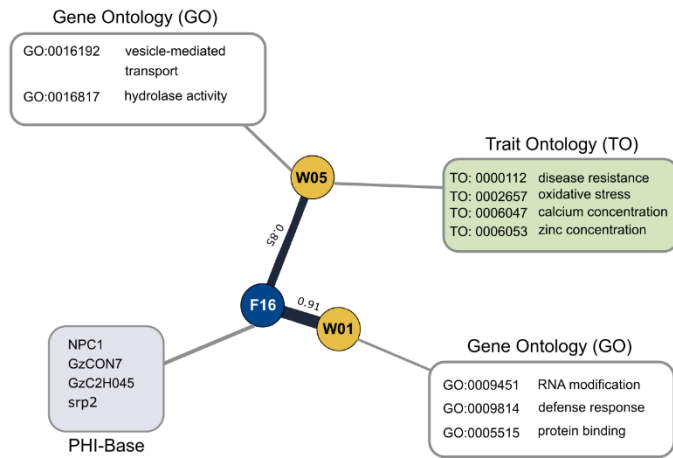 Gene Ontology (GO)
GO:0016192 vesicle-mediated
transport
GO:0016817 hydrolase activity
W05
Trait Ontology (TO)
TO: 0000112 disease resistance
TO: 0002657 oxidative stress
TO: 0006047 calcium concentration
TO: 0006053 zinc concentration
0.85
F16
0.91
W01
NPC1
GzCON7
GzC2H045
srp2
PHI-Base
Gene Ontology (GO)
GO:0009451 RNA modification
GO:0009814 defense response
GO:0005515 protein binding